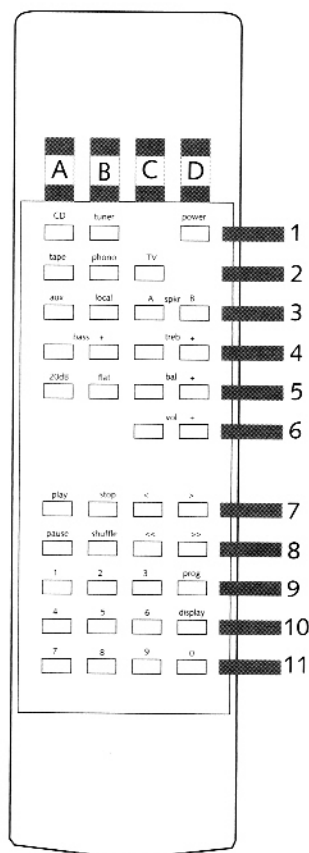 A B C D
CD tuner power 1
tape phono TV 2
aux local A spkr B 3
bass + treb + 4
20dB flat bal + 5
vol + 6
play stop < > 7
pause shuffle << >> 8
1 2 3 prog 9
4 5 6 display 10
7 8 9 0 11